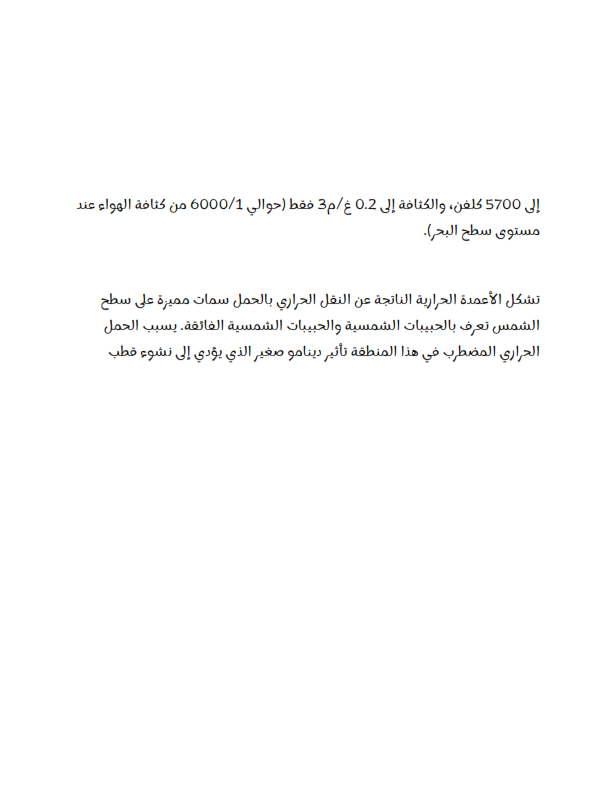 إلى 5700 كلفن، والكثافة إلى 0.2 غ/م3 فقط (حوالي 6000/1 من كثافة الهواء عند
مستوى سطح البحر).
تشكل الأعمدة الحرارية الناتجة عن النقل الحراري بالحمل سمات مميزة على سطح
الشمس تعرف بالحبيبات الشمسية والحبيبات الشمسية الفائقة. يسبب الحمل
الحراري المضطرب في هذا المنطقة تأثير دينامو صغير الذي يؤدي إلى نشوء قطب